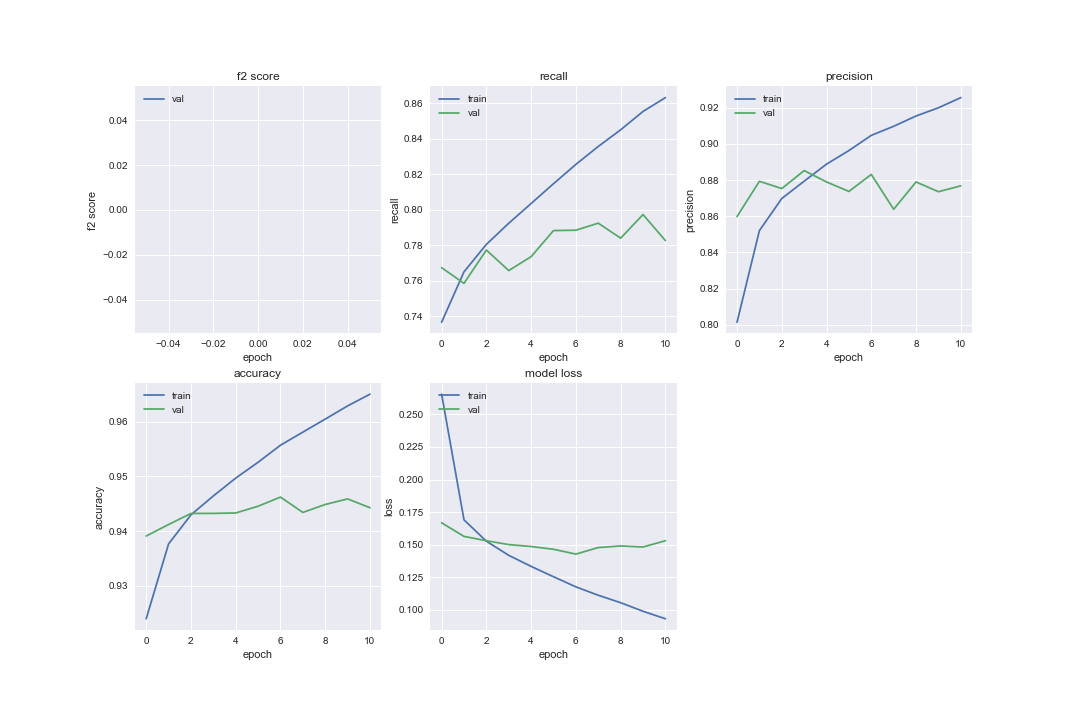 f2 score
val
0.04
0.02
0.00
−0.02
−0.04
f2 score
−0.04 −0.02 0.00 0.02 0.04
epoch
recall
train
val
0.86
0.84
0.82
0.80
0.78
0.76
0.74
recall
0 2 4 6 8 10
epoch
precision
train
val
0.92
0.90
0.88
0.86
0.84
0.82
0.80
precision
0 2 4 6 8 10
epoch
accuracy
train
val
0.96
0.95
0.94
0.93
accuracy
0 2 4 6 8 10
epoch
model loss
train
val
0.250
0.225
0.200
0.175
0.150
0.125
0.100
loss
0 2 4 6 8 10
epoch